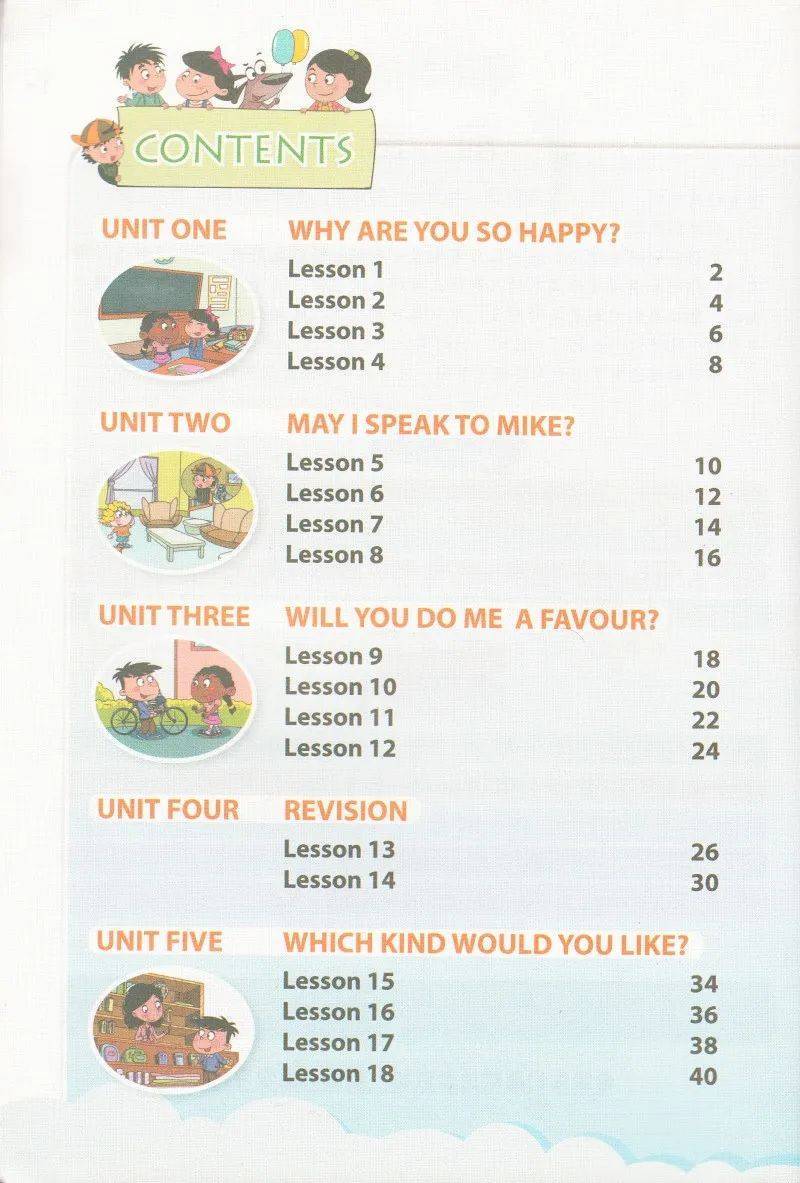 CONTENTS
UNIT ONE WHY ARE YOU SO HAPPY?
Lesson 1 2
Lesson 2 4
Lesson 3 6
Lesson 4 8
UNIT TWO MAY I SPEAK TO MIKE?
Lesson 5 10
Lesson 6 12
Lesson 7 14
Lesson 8 16
UNIT THREE WILL YOU DO ME A FAVOUR?
Lesson 9 18
Lesson 10 20
Lesson 11 22
Lesson 12 24
UNIT FOUR REVISION
Lesson 13 26
Lesson 14 30
UNIT FIVE WHICH KIND WOULD YOU LIKE?
Lesson 15 34
Lesson 16 36
Lesson 17 38
Lesson 18 40